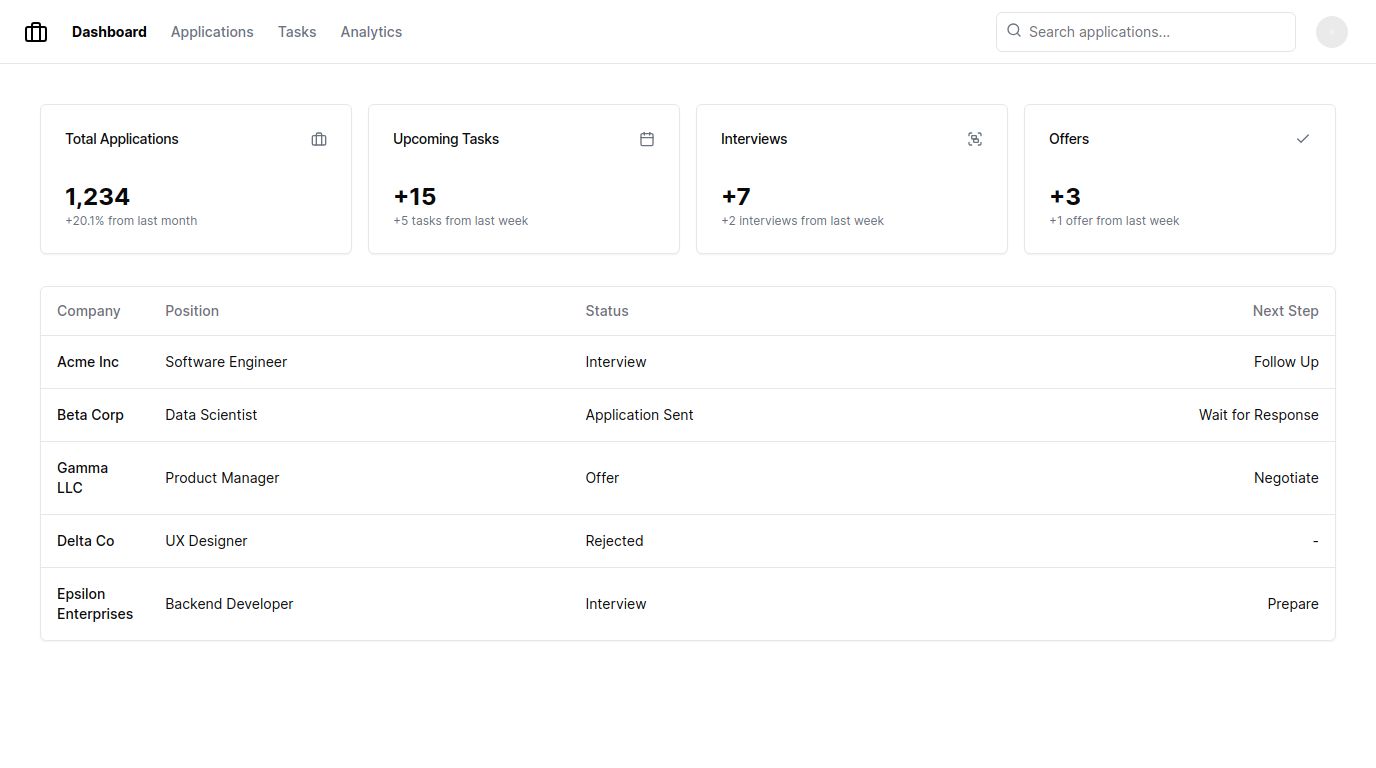 Dashboard Applications Tasks Analytics Search applications...
Total Applications
1,234
+20.1% from last month
Upcoming Tasks
+15
+5 tasks from last week
Interviews
+7
+2 interviews from last week
Offers
+3
+1 offer from last week
Company Position Status Next Step
Acme Inc Software Engineer Interview Follow Up
Beta Corp Data Scientist Application Sent Wait for Response
Gamma
LLC Product Manager Offer Negotiate
Delta Co UX Designer Rejected -
Epsilon
Enterprises Backend Developer Interview Prepare